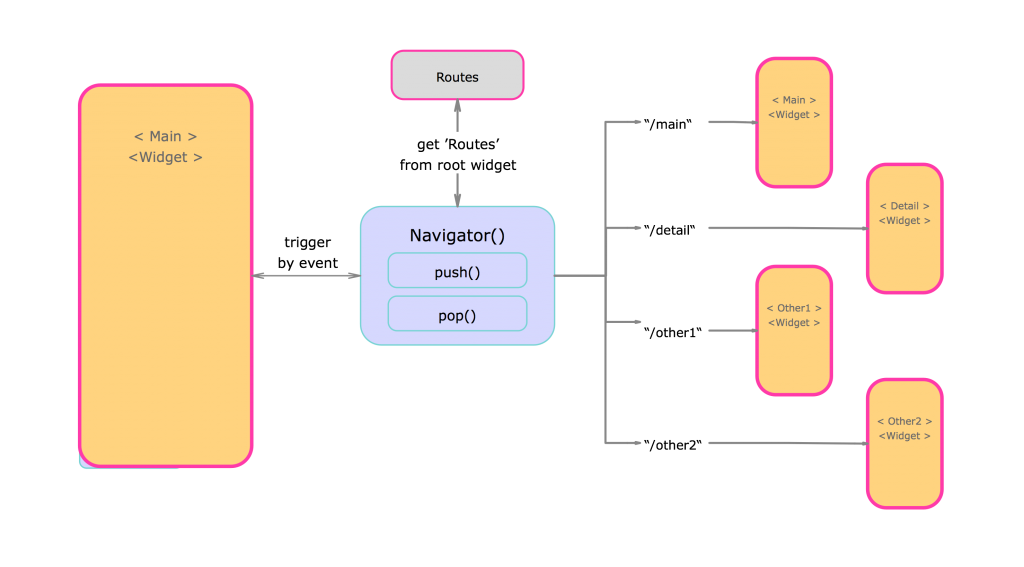 Routes
get ’Routes’
from root widget
< Main >
<Widget >
trigger
by event
Navigator()
push()
pop()
“/main“
< Main >
<Widget >
“/detail“
< Detail >
<Widget >
“/other1“
< Other1 >
<Widget >
“/other2“
< Other2 >
<Widget >